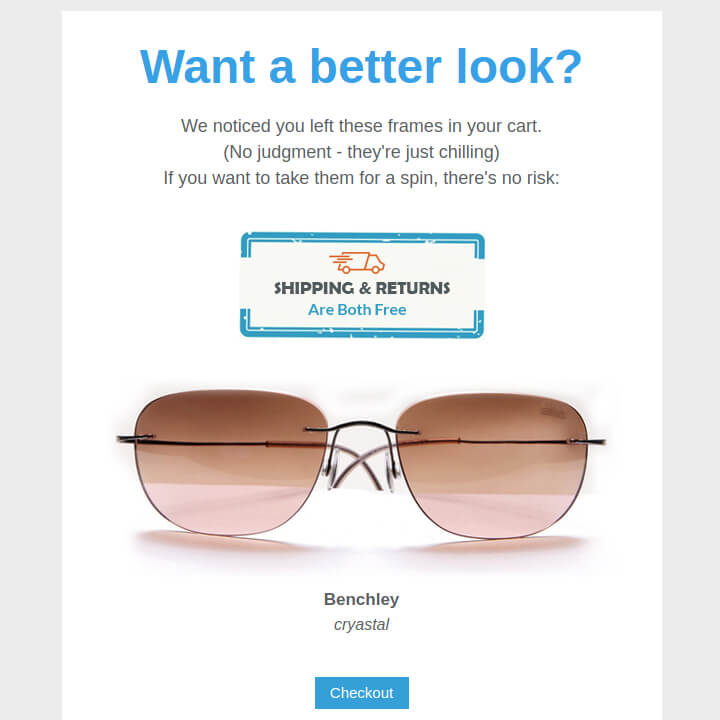 Want a better look?
We noticed you left these frames in your cart.
(No judgment - they're just chilling)
If you want to take them for a spin, there's no risk:
SHIPPING & RETURNS
Are Both Free
Benchley
cryastal
Checkout